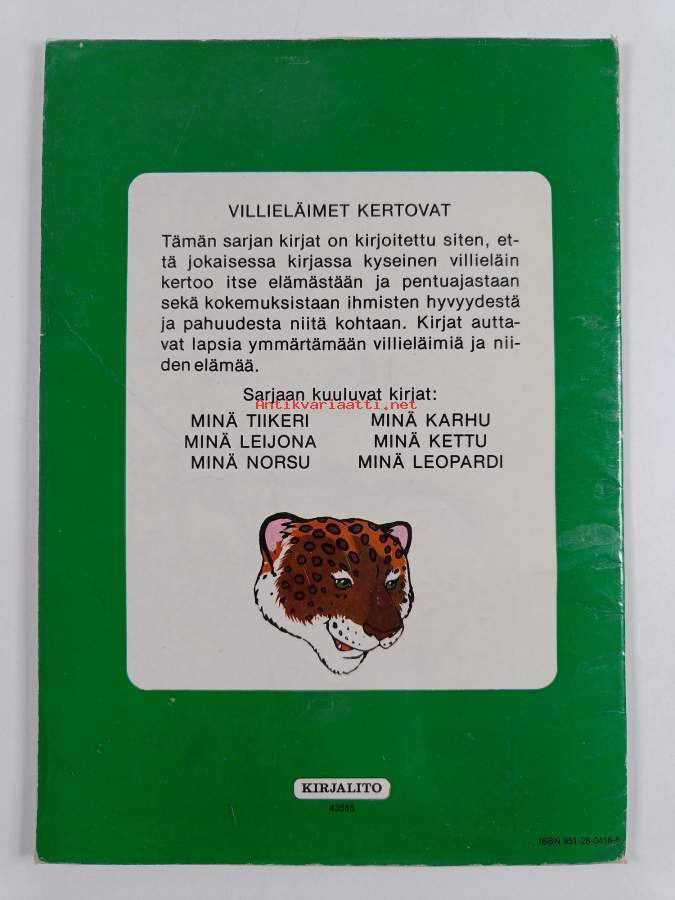 VILLIELÄIMET KERTOVAT
Tämän sarjan kirjat on kirjoitettu siten, et-
tä jokaisessa kirjassa kyseinen villieläin
kertoo itse elämästään ja pentuajastaan
sekä kokemuksistaan ihmisten hyvyydestä
ja pahuudesta niitä kohtaan. Kirjat autta-
vat lapsia ymmärtämään villieläimiä ja nii-
den elämää.
Sarjaan kuuluvat kirjat:
Antikvariaatti.net
MINÄ TIIKERI MINÄ KARHU
MINÄ LEIJONA MINÄ KETTU
MINÄ NORSU MINÄ LEOPARDI
KIRJALITO
43585
ISBN 951-28-0416-5